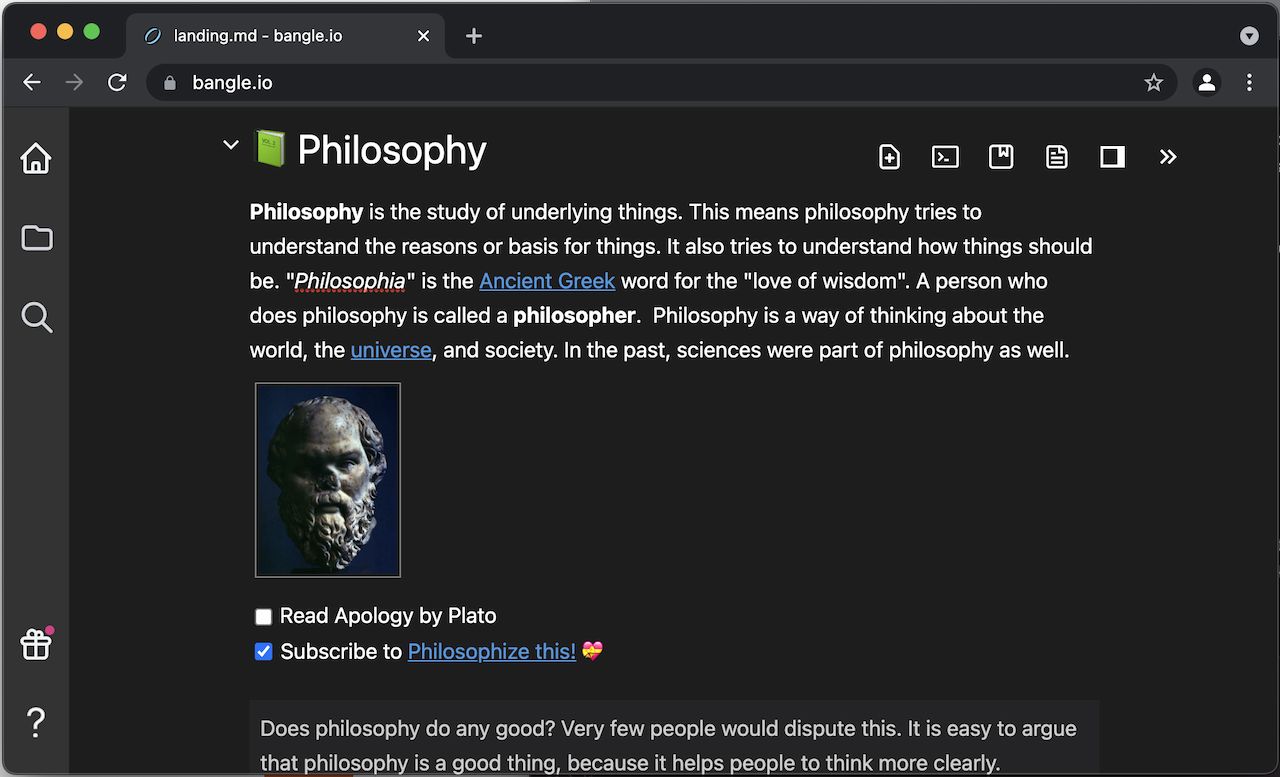 landing.md - bangle.io
bangle.io
Philosophy
Philosophy is the study of underlying things. This means philosophy tries to
understand the reasons or basis for things. It also tries to understand how things should
be. "Philosophia" is the Ancient Greek word for the "love of wisdom". A person who
does philosophy is called a philosopher.  Philosophy is a way of thinking about the
world, the universe, and society. In the past, sciences were part of philosophy as well.
Read Apology by Plato
Subscribe to Philosophize this! 💝
Does philosophy do any good? Very few people would dispute this. It is easy to argue
that philosophy is a good thing, because it helps people to think more clearly.